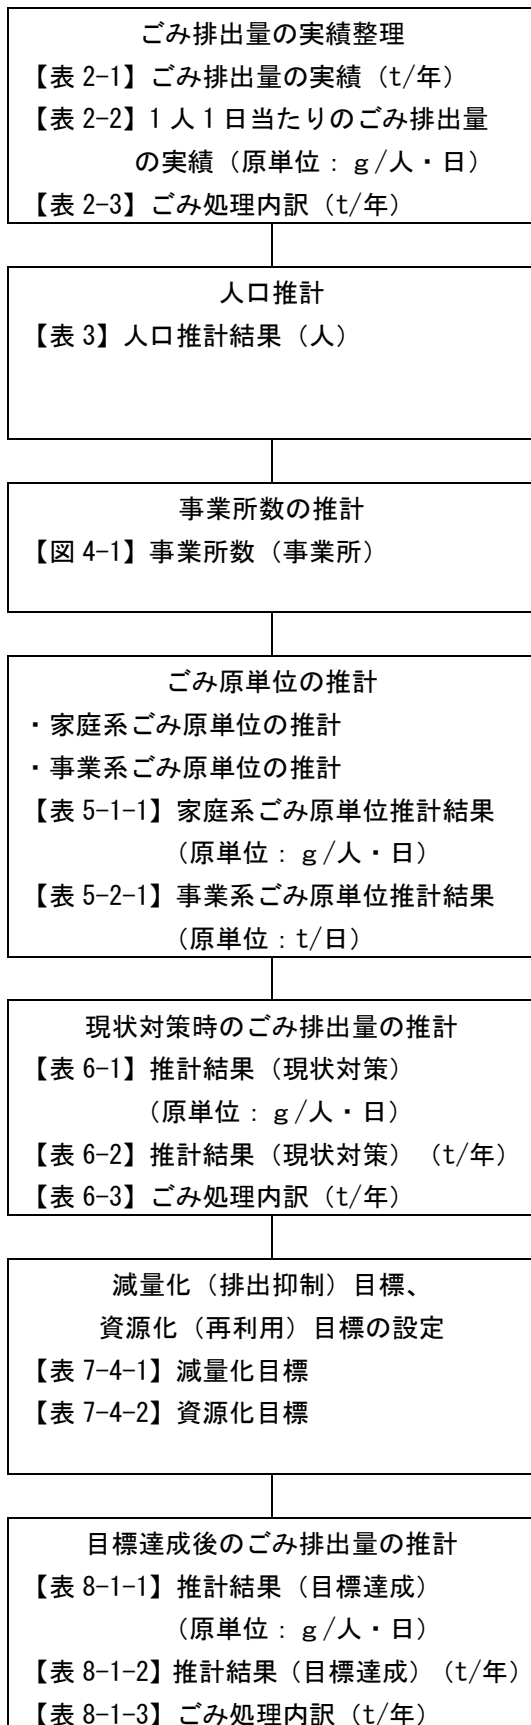 ごみ排出量の実績整理
【表 2-1】ごみ排出量の実績（t/年）
【表 2-2】1 人 1 日当たりのごみ排出量
の実績（原単位：ｇ/人・日）
【表 2-3】ごみ処理内訳（t/年）
人口推計
【表 3】人口推計結果（人）
事業所数の推計
【図 4-1】事業所数（事業所）
ごみ原単位の推計
・家庭系ごみ原単位の推計
・事業系ごみ原単位の推計
【表 5-1-1】家庭系ごみ原単位推計結果
（原単位：ｇ/人・日）
【表 5-2-1】事業系ごみ原単位推計結果
（原単位：t/日）
現状対策時のごみ排出量の推計
【表 6-1】推計結果（現状対策）
（原単位：ｇ/人・日）
【表 6-2】推計結果（現状対策）（t/年）
【表 6-3】ごみ処理内訳（t/年）
減量化（排出抑制）目標、
資源化（再利用）目標の設定
【表 7-4-1】減量化目標
【表 7-4-2】資源化目標
目標達成後のごみ排出量の推計
【表 8-1-1】推計結果（目標達成）
（原単位：ｇ/人・日）
【表 8-1-2】推計結果（目標達成）（t/年）
【表 8-1-3】ごみ処理内訳（t/年）